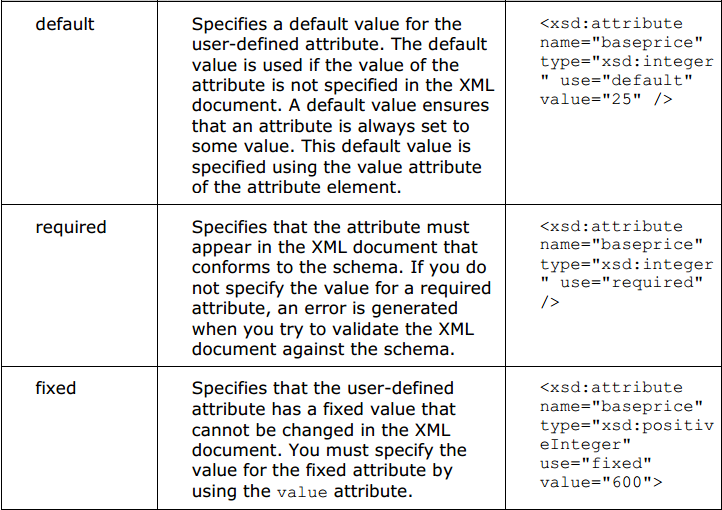 default
Specifies a default value for the
user-defined attribute. The default
value is used if the value of the
attribute is not specified in the XML
document. A default value ensures
that an attribute is always set to
some value. This default value is
specified using the value attribute
of the attribute element.
<xsd:attribute
name="baseprice"
type="xsd:integer
" use="default"
value="25" />
required
Specifies that the attribute must
appear in the XML document that
conforms to the schema. If you do
not specify the value for a required
attribute, an error is generated
when you try to validate the XML
document against the schema.
<xsd:attribute
name="baseprice"
type="xsd:integer
" use="required"
/>
fixed
Specifies that the user-defined
attribute has a fixed value that
cannot be changed in the XML
document. You must specify the
value for the fixed attribute by
using the value attribute.
<xsd:attribute
name="baseprice"
type="xsd:positiv
eInteger"
use="fixed"
value="600">